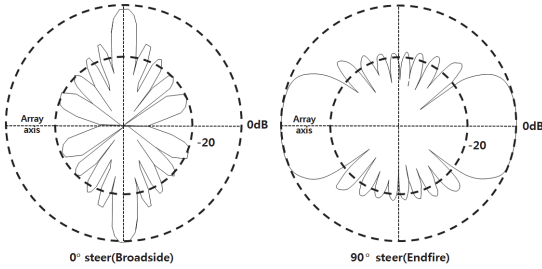 Array
axis
0dB
-20
0° steer(Broadside)
Array
axis
0dB
-20
90° steer(Endfire)